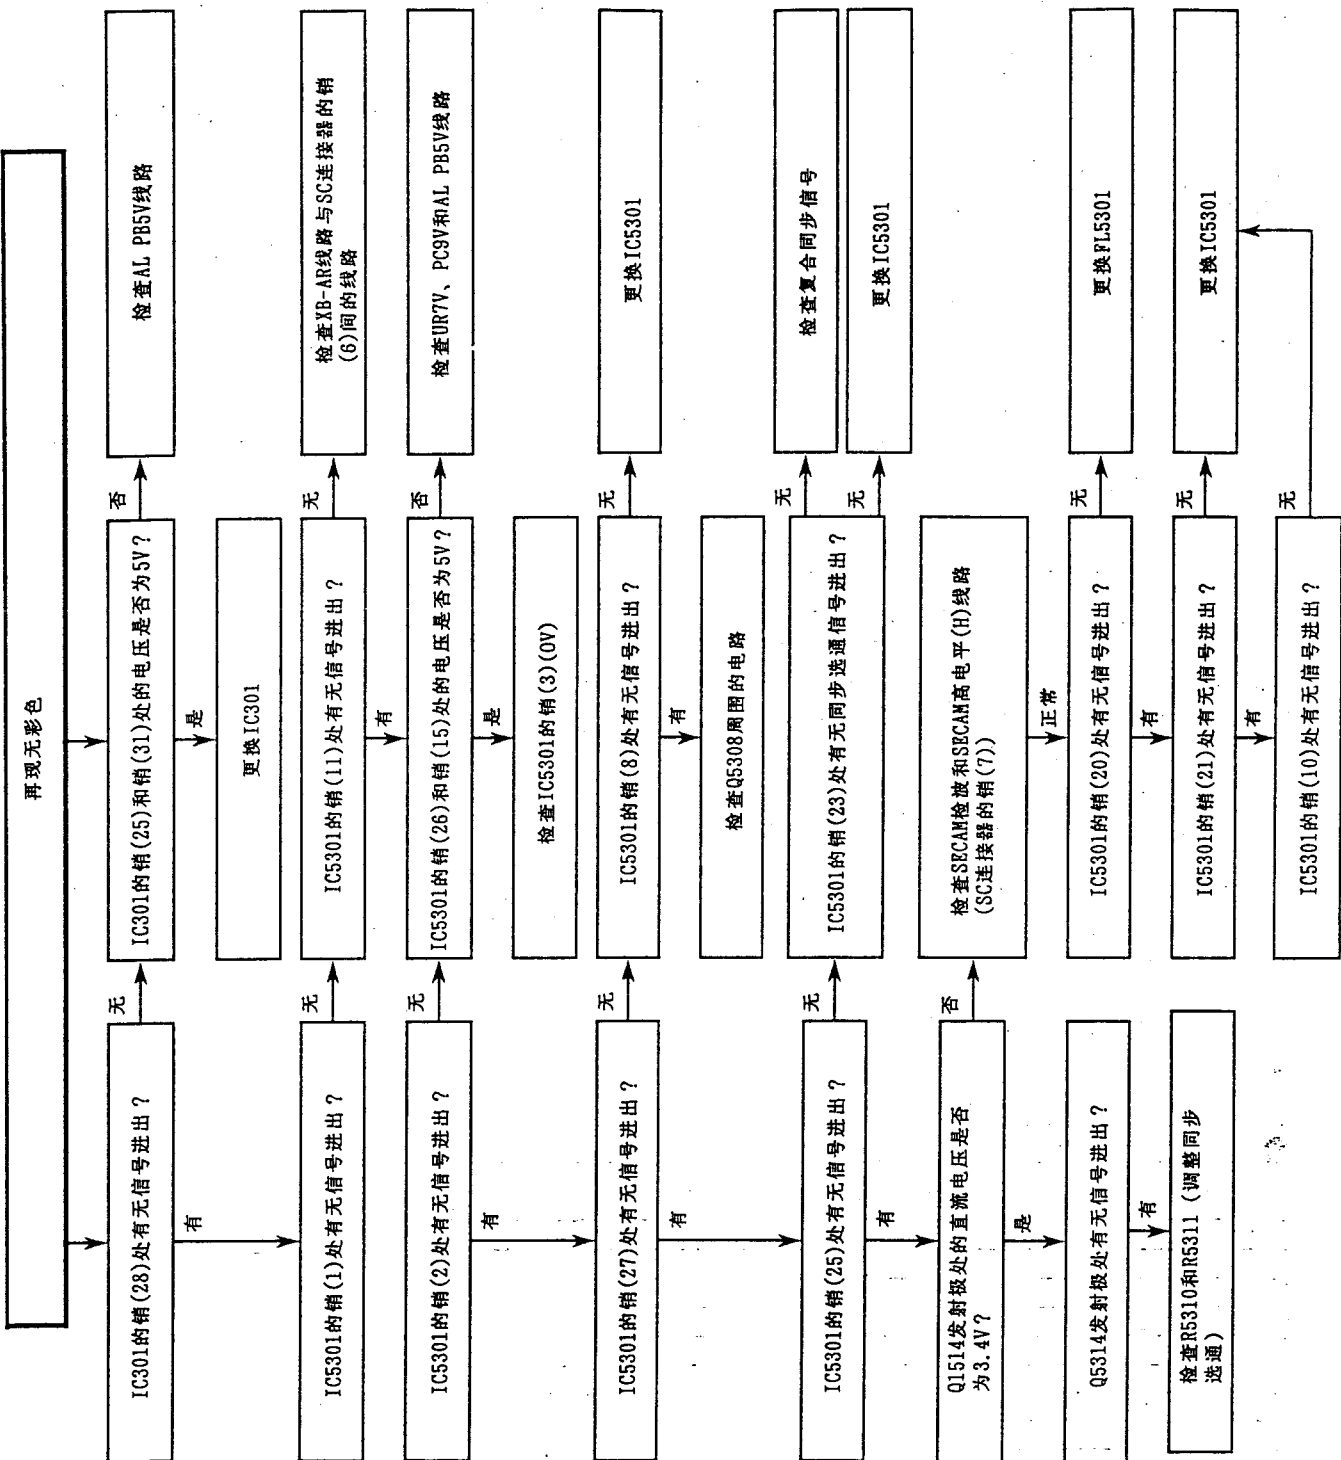 再现无彩色
IC301的销(28)处有无信号进出?
无
IC301的销(25)和销(31)处的电压是否为5V?
否
检查AL PB5V线路
是
更换IC301
有
IC5301的销(1)处有无信号进出?
无
IC5301的销(11)处有无信号进出?
无
检查XB-AR线路与SC连接器的销
(6)间的线路
有
IC5301的销(2)处有无信号进出?
无
IC5301的销(26)和销(15)处的电压是否为5V?
否
检查UR7V、PC9V和AL PB5V线路
是
检查IC5301的销(3)(0V)
有
IC5301的销(27)处有无信号进出?
无
IC5301的销(8)处有无信号进出?
无
更换IC5301
有
检查Q5308周围的电路
有
IC5301的销(25)处有无信号进出?
无
IC5301的销(23)处有无同步选通信号进出?
无
检查复合同步信号
无
更换IC5301
有
Q1514发射极处的直流电压是否
为3.4V?
否
检查SECAM检波和SECAM高电平(H)线路
(SC连接器的销(7))
正常
是
Q5314发射极处有无信号进出?
IC5301的销(20)处有无信号进出?
无
更换FL5301
有
有
检查R5310和R5311(调整同步
选通)
IC5301的销(21)处有无信号进出?
无
更换IC5301
有
IC5301的销(10)处有无信号进出?
无